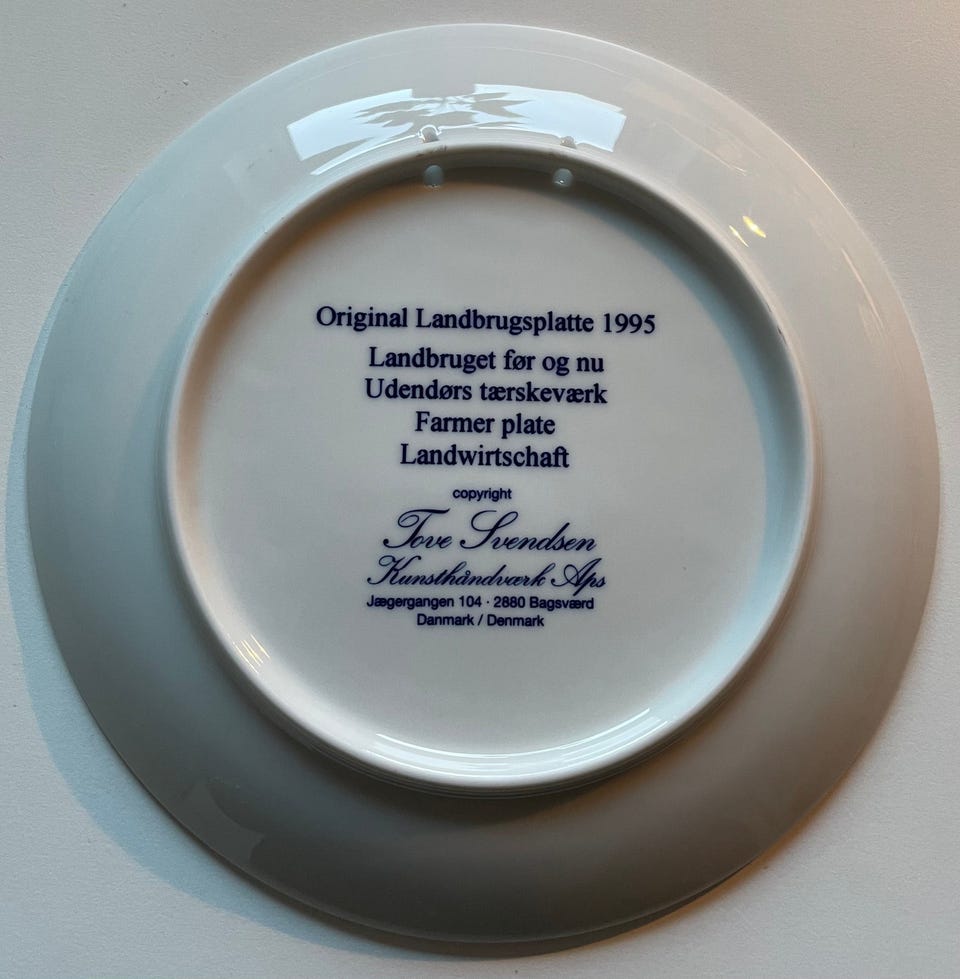 Original Landbrugsplatte 1995
Landbruget før og nu
Udendørs tærskeværk
Farmer plate
Landwirtschaft
copyright
Tove Svendsen
Kunsthåndværk Aps
Jægergangen 104 · 2880 Bagsværd
Danmark / Denmark